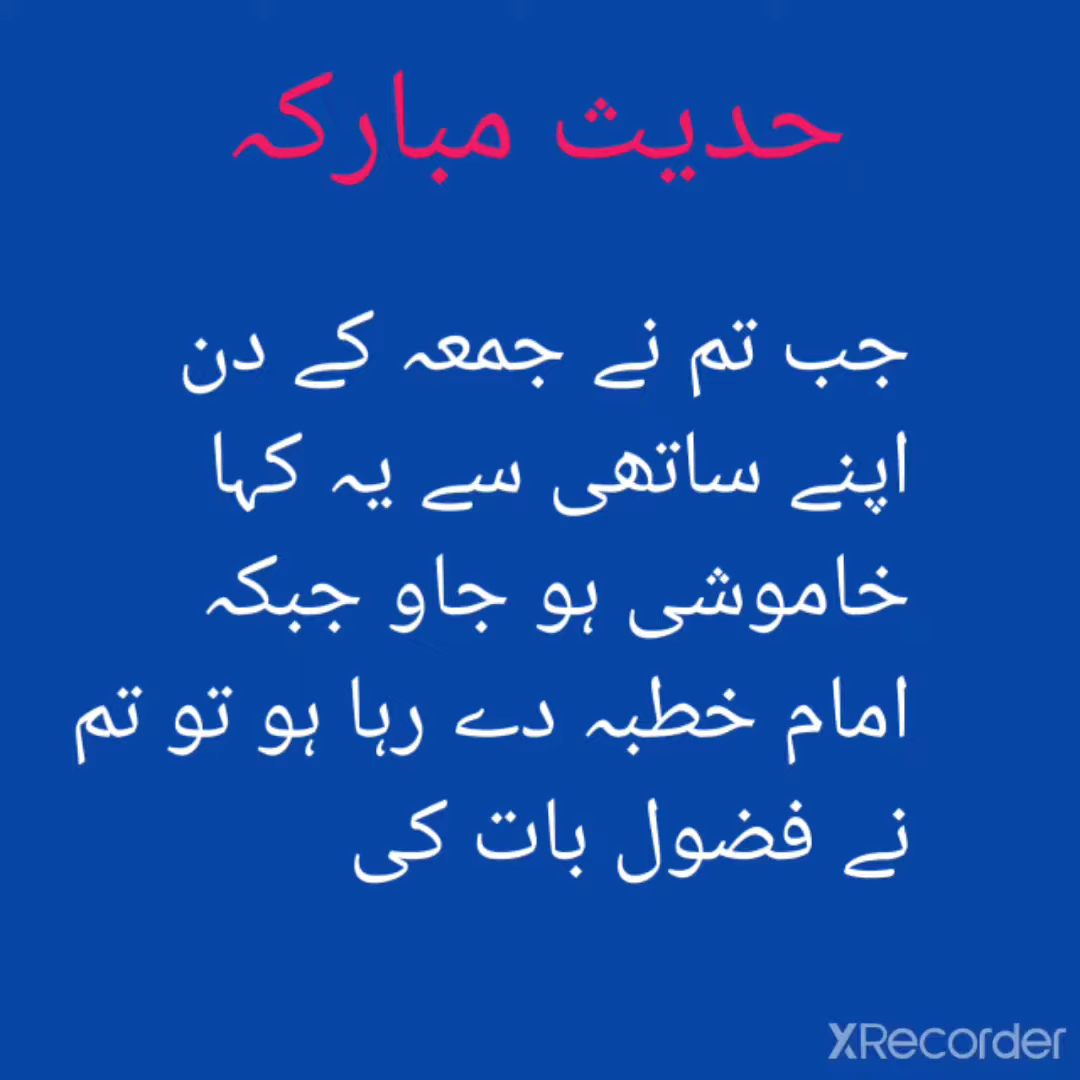 حدیث مبارکہ
جب تم نے جمعہ کے دن
اپنے ساتھی سے یہ کہا
خاموشی ہو جاو جبکہ
امام خطبہ دے رہا ہو تو تم
نے فضول بات کی
XRecorder